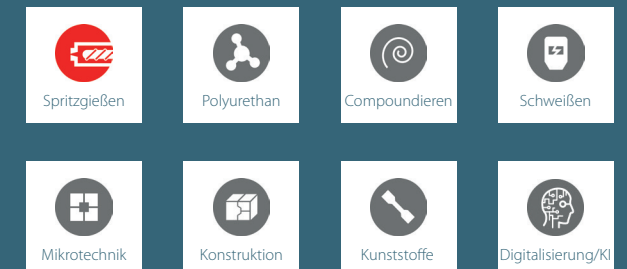 Spritzgießen
Polyurethan
Compoundieren
Schweißen
Mikrotechnik
Konstruktion
Kunststoffe
Digitalisierung/KI